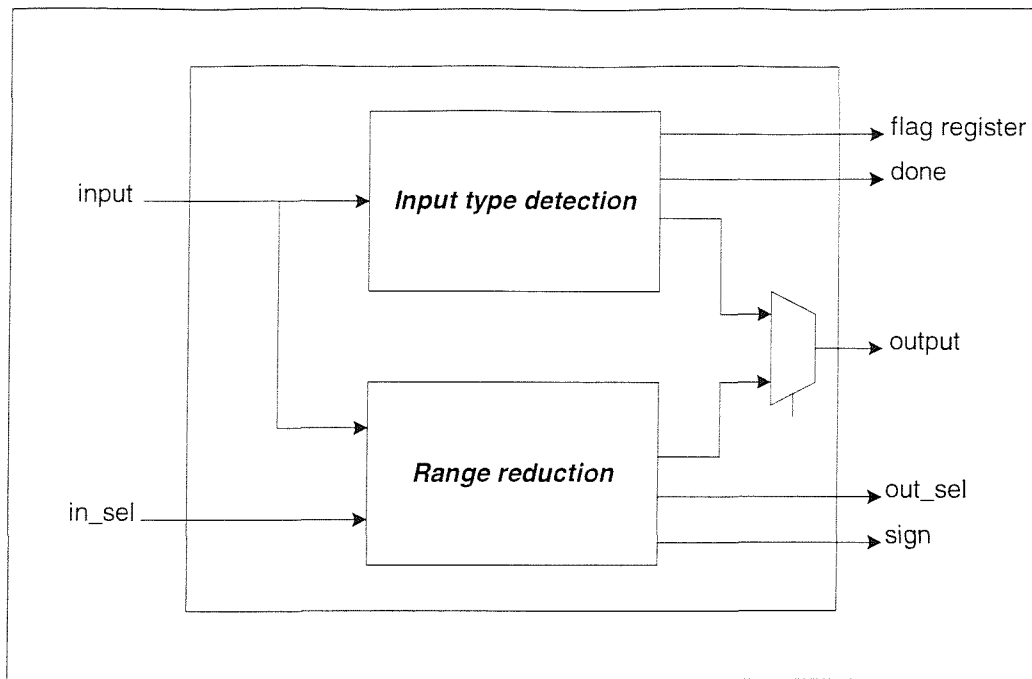 flag register
done
input
Input type detection
output
Range reduction
in_sel
out_sel
sign